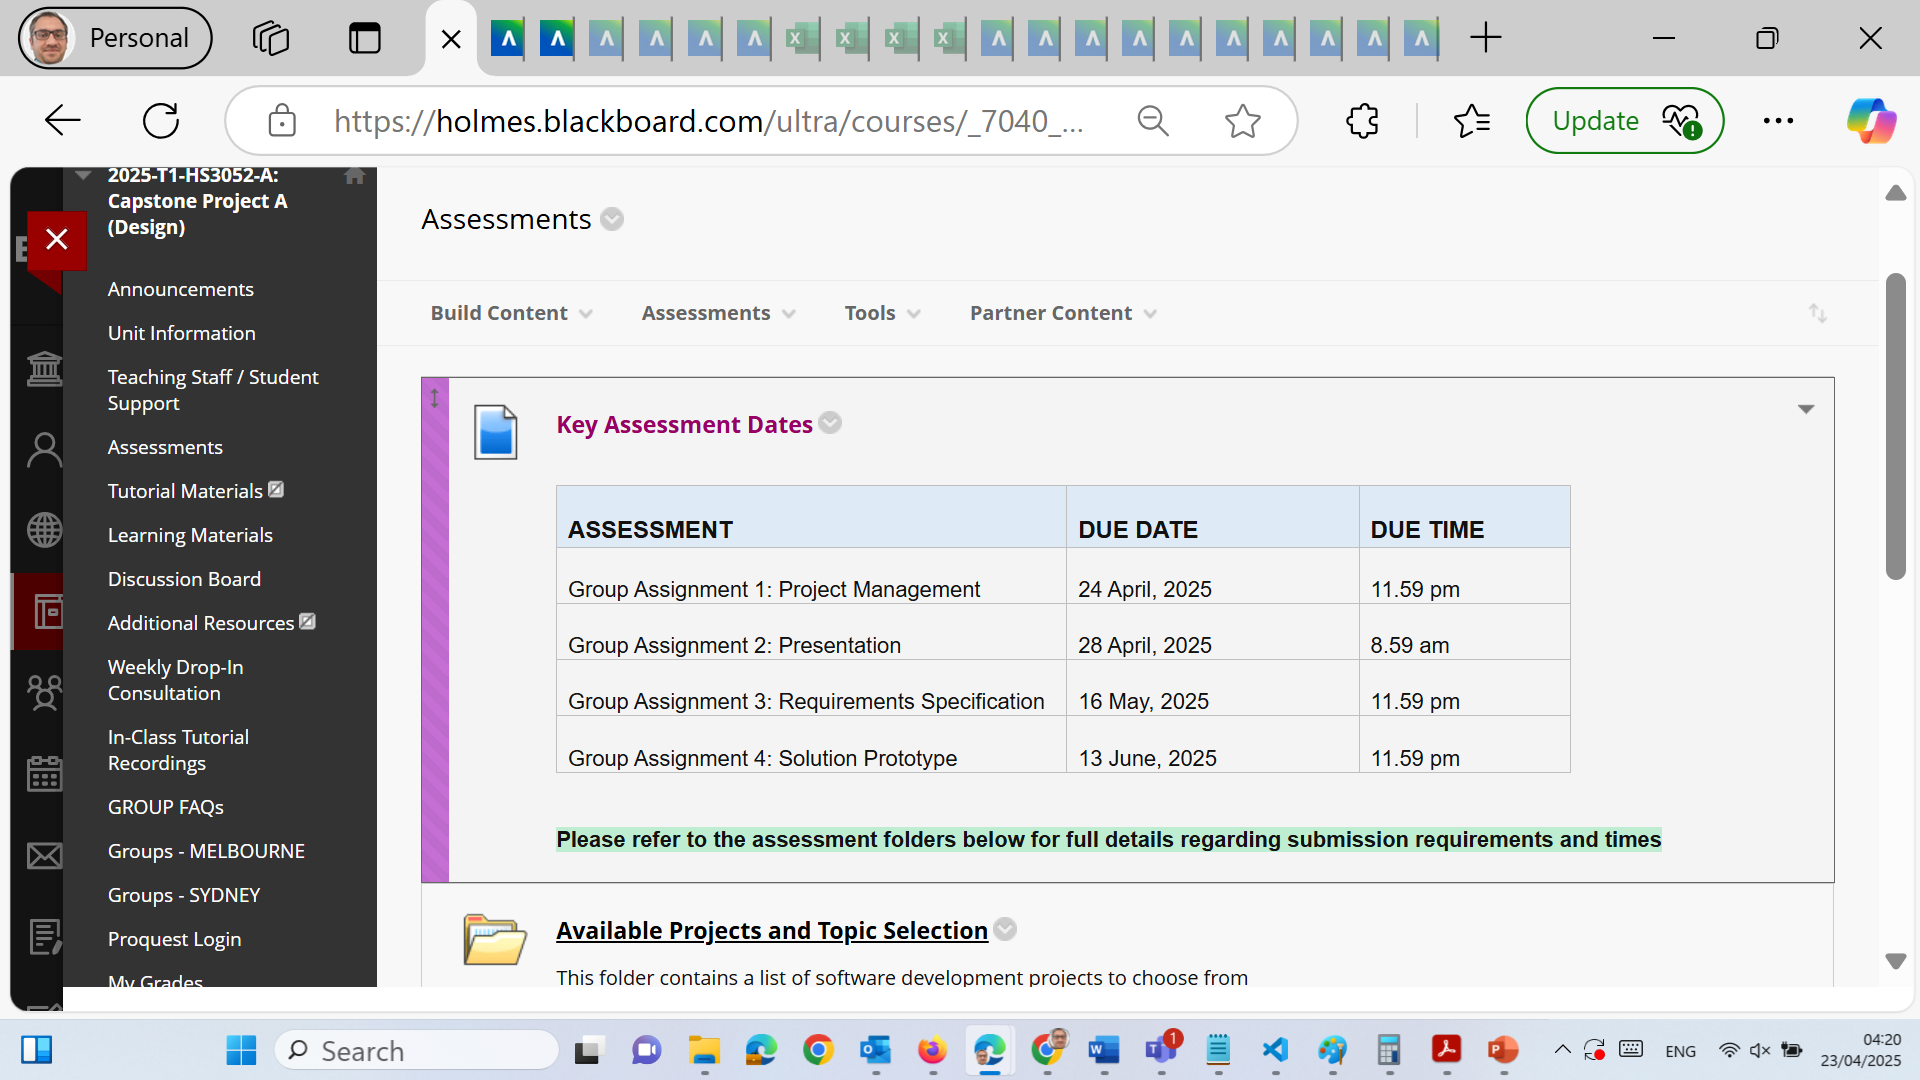 Personal
https://holmes.blackboard.com/ultra/courses/_7040_...
Update
2025-T1-HS3052-A:
Capstone Project A
(Design)
Announcements
Unit Information
Teaching Staff / Student
Support
Assessments
Tutorial Materials
Learning Materials
Discussion Board
Additional Resources
Weekly Drop-In
Consultation
In-Class Tutorial
Recordings
GROUP FAQs
Groups - MELBOURNE
Groups - SYDNEY
Proquest Login
My Grades
Assessments
Build Content Assessments Tools Partner Content
Key Assessment Dates
ASSESSMENT DUE DATE DUE TIME
Group Assignment 1: Project Management 24 April, 2025 11.59 pm
Group Assignment 2: Presentation 28 April, 2025 8.59 am
Group Assignment 3: Requirements Specification 16 May, 2025 11.59 pm
Group Assignment 4: Solution Prototype 13 June, 2025 11.59 pm
Please refer to the assessment folders below for full details regarding submission requirements and times
Available Projects and Topic Selection
This folder contains a list of software development projects to choose from
Search
1
ENG
04:20
23/04/2025